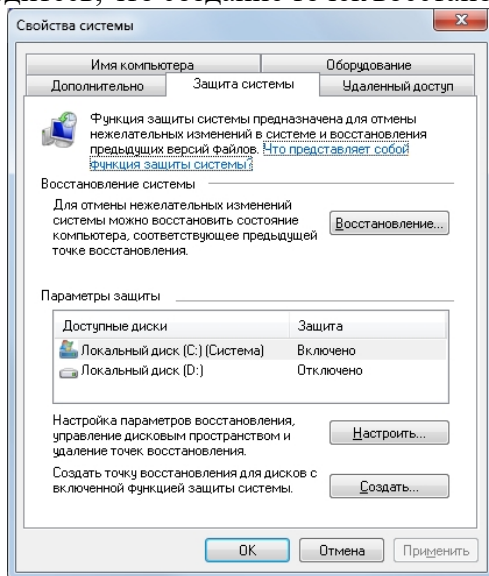 Свойства системы
Имя компьютера
Оборудование
Дополнительно
Защита системы
Удаленный доступ
Функция защиты системы предназначена для отмены
нежелательных изменений в системе и восстановления
предыдущих версий файлов. Что представляет собой
функция защиты системы?
Восстановление системы
Для отмены нежелательных изменений
системы можно восстановить состояние
компьютера, соответствующее предыдущей
точке восстановления.
Восстановление...
Параметры защиты
Доступные диски
Защита
Локальный диск (C:) (Система)
Включено
Локальный диск (D:)
Отключено
Настройка параметров восстановления,
управление дисковым пространством и
удаление точек восстановления.
Настроить...
Создать точку восстановления для дисков с
включенной функцией защиты системы.
Создать...
OK
Отмена
Применить